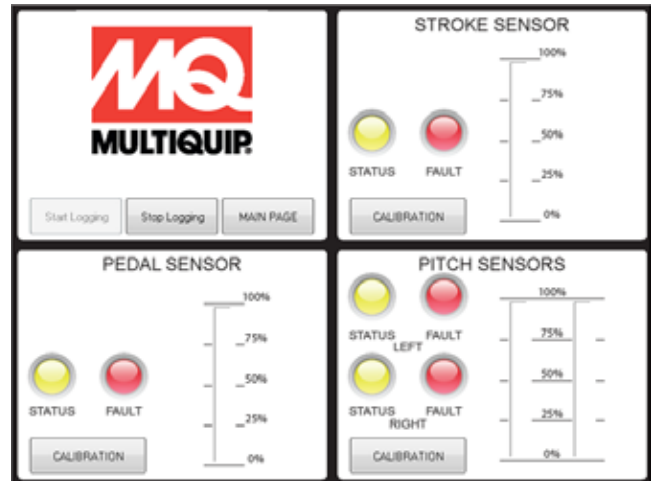 MQ
MULTIQUIP®
Start Logging
Stop Logging
MAIN PAGE
STROKE SENSOR
100%
75%
50%
25%
0%
STATUS
FAULT
CALIBRATION
PEDAL SENSOR
100%
75%
50%
25%
0%
STATUS
FAULT
CALIBRATION
PITCH SENSORS
STATUS
FAULT
LEFT
STATUS
FAULT
RIGHT
100%
75%
50%
25%
0%
CALIBRATION